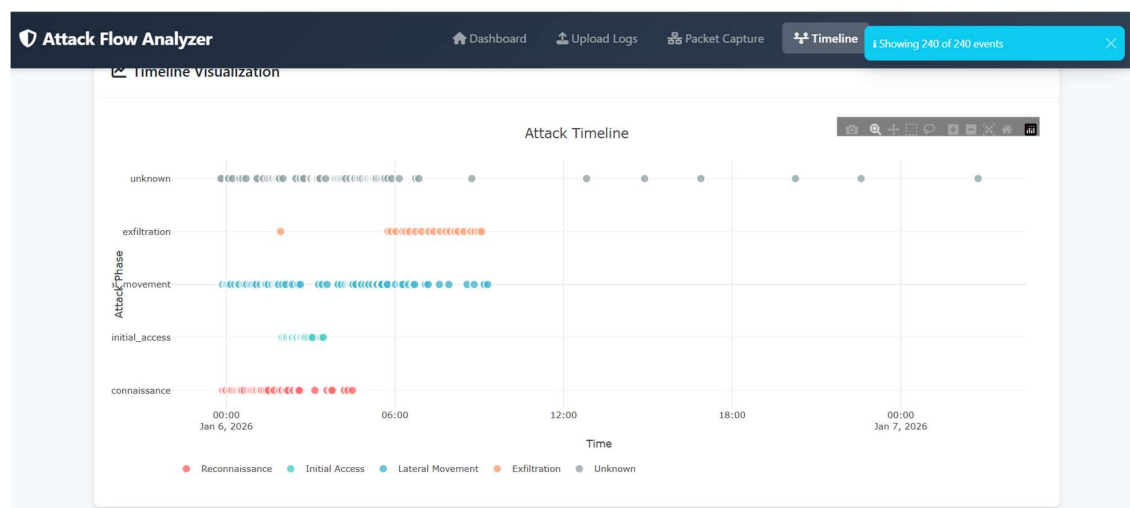 Attack Flow Analyzer
Dashboard
Upload Logs
Packet Capture
Timeline
Showing 240 of 240 events
Timeline Visualization
Attack Timeline
unknown
exfiltration
movement
initial_access
connaissance
Attack Phase
00:00
Jan 6, 2026
06:00
12:00
18:00
00:00
Jan 7, 2026
Time
Reconnaissance
Initial Access
Lateral Movement
Exfiltration
Unknown